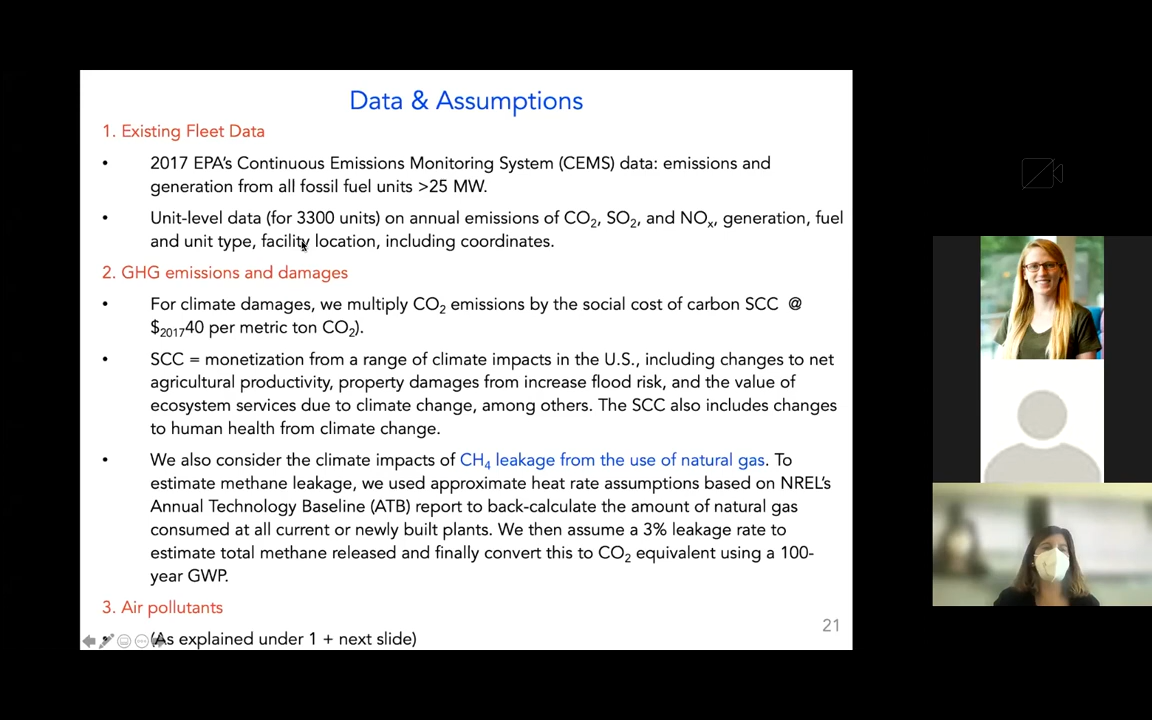 Data & Assumptions
1. Existing Fleet Data
• 2017 EPA's Continuous Emissions Monitoring System (CEMS) data: emissions and
generation from all fossil fuel units >25 MW.
• Unit-level data (for 3300 units) on annual emissions of CO₂, SO₂, and NOₓ, generation, fuel
and unit type, facility location, including coordinates.
2. GHG emissions and damages
• For climate damages, we multiply CO₂ emissions by the social cost of carbon SCC @
$₂₀₁₇40 per metric ton CO₂).
• SCC = monetization from a range of climate impacts in the U.S., including changes to net
agricultural productivity, property damages from increase flood risk, and the value of
ecosystem services due to climate change, among others. The SCC also includes changes
to human health from climate change.
• We also consider the climate impacts of CH₄ leakage from the use of natural gas. To
estimate methane leakage, we used approximate heat rate assumptions based on NREL's
Annual Technology Baseline (ATB) report to back-calculate the amount of natural gas
consumed at all current or newly built plants. We then assume a 3% leakage rate to
estimate total methane released and finally convert this to CO₂ equivalent using a 100-
year GWP.
3. Air pollutants
• (As explained under 1 + next slide)
21